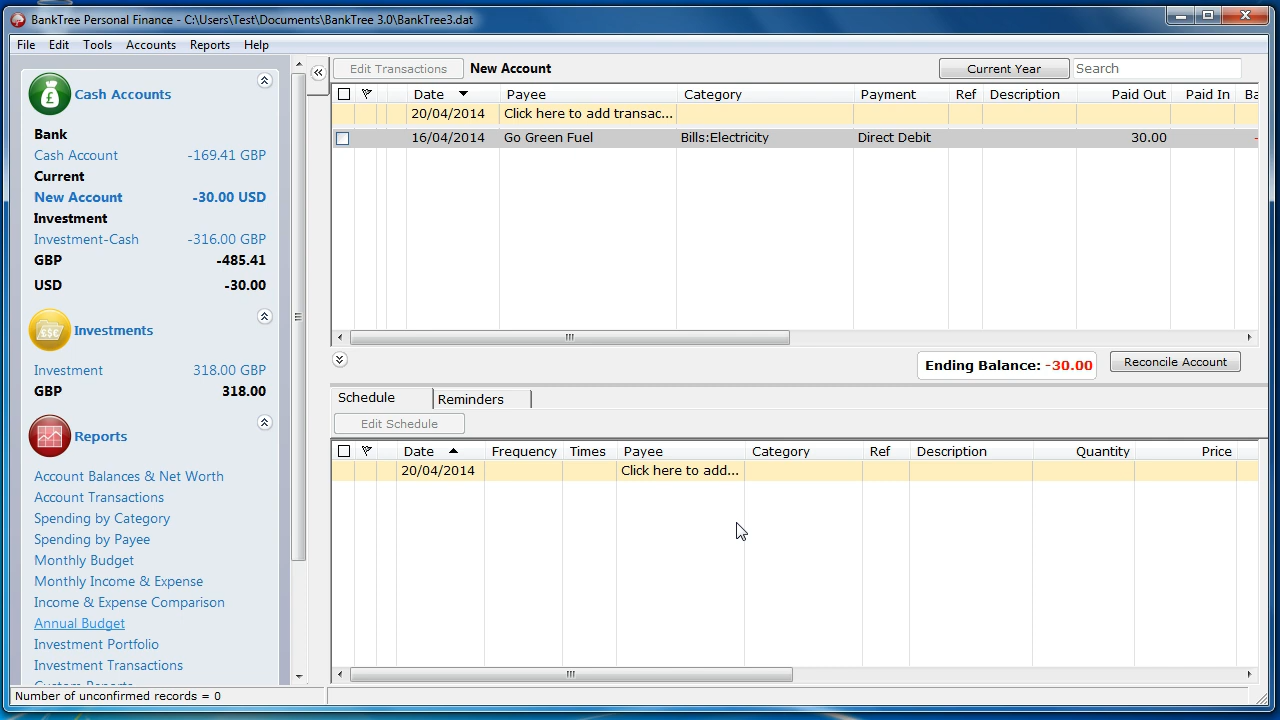 BankTree Personal Finance - C:\Users\Test\Documents\BankTree 3.0\BankTree3.dat
File Edit Tools Accounts Reports Help
Cash Accounts
Bank
Cash Account -169.41 GBP
Current
New Account -30.00 USD
Investment
Investment-Cash -316.00 GBP
GBP -485.41
USD -30.00
Investments
Investment 318.00 GBP
GBP 318.00
Reports
Account Balances & Net Worth
Account Transactions
Spending by Category
Spending by Payee
Monthly Budget
Monthly Income & Expense
Income & Expense Comparison
Annual Budget
Investment Portfolio
Investment Transactions
Edit Transactions New Account Current Year Search
Date Payee Category Payment Ref Description Paid Out Paid In Ba
20/04/2014 Click here to add transac...
16/04/2014 Go Green Fuel Bills:Electricity Direct Debit 30.00 -
Ending Balance: -30.00 Reconcile Account
Schedule Reminders
Edit Schedule
Date Frequency Times Payee Category Ref Description Quantity Price
20/04/2014 Click here to add...
Number of unconfirmed records = 0